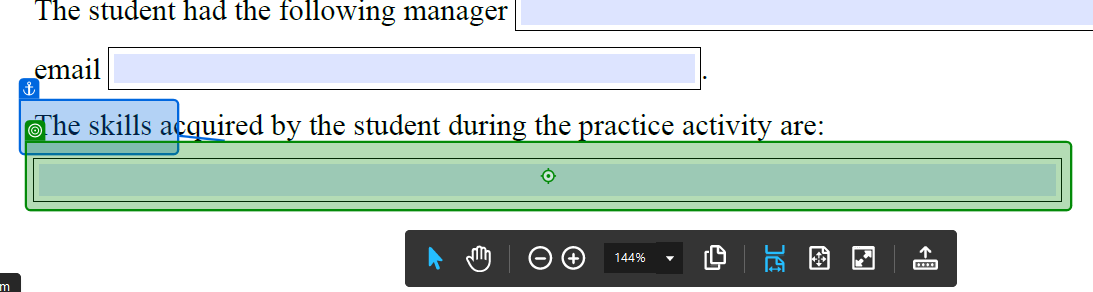 The student had the following manager
email .
The skills acquired by the student during the practice activity are:
144%
m